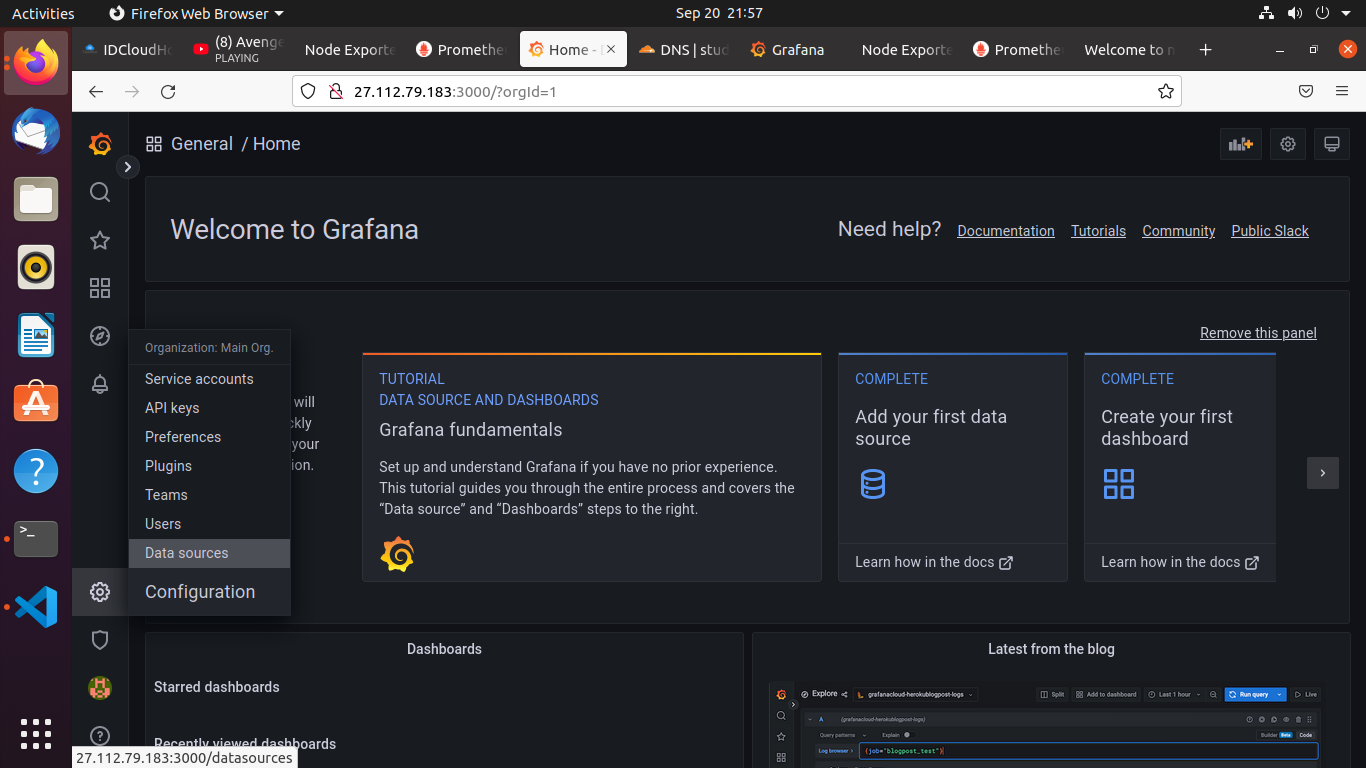 Activities
Firefox Web Browser
Sep 20 21:57
IDCloudHo
(8) Avenge
PLAYING
Node Exporte
Promethe
Home -
DNS | stud
Grafana
Node Exporte
Promethe
Welcome to n
27.112.79.183:3000/?orgId=1
General / Home
Welcome to Grafana
Need help?
Documentation
Tutorials
Community
Public Slack
Remove this panel
Organization: Main Org.
Service accounts
API keys
Preferences
Plugins
Teams
Users
Data sources
Configuration
will
ckly
your
ion.
TUTORIAL
DATA SOURCE AND DASHBOARDS
Grafana fundamentals
Set up and understand Grafana if you have no prior experience.
This tutorial guides you through the entire process and covers the
“Data source” and “Dashboards” steps to the right.
COMPLETE
Add your first data
source
Learn how in the docs
COMPLETE
Create your first
dashboard
Learn how in the docs
Dashboards
Starred dashboards
Recently viewed dashboards
Latest from the blog
Explore
grafanacloud-herokublogpost-logs
Split
Add to dashboard
Last 1 hour
Run query
Live
A
(grafanacloud-herokublogpost-logs)
Query patterns
Explain
Builder
Beta
Code
Log browser
{job="blogpost_test"}
27.112.79.183:3000/datasources